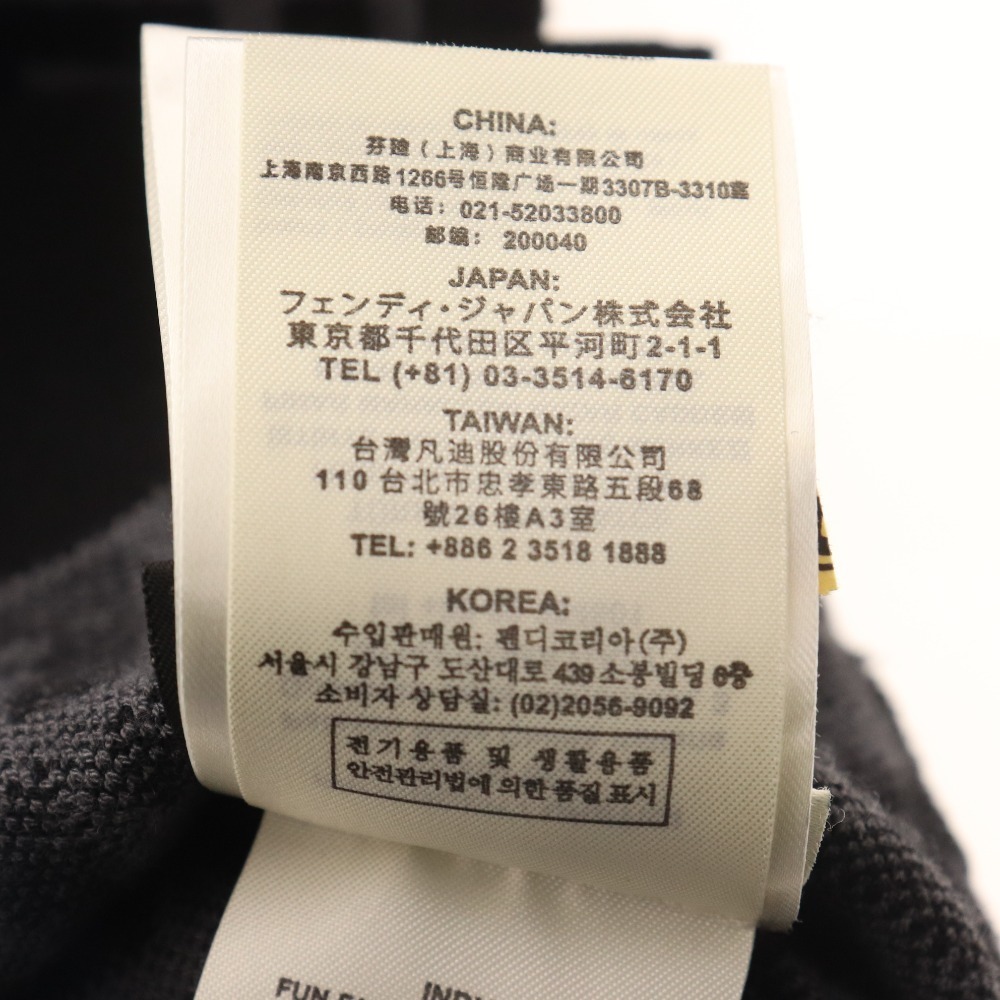 CHINA:
芬迪（上海）商业有限公司
上海南京西路1266号恒隆广场一期3307B-3310室
电话：021-52033800
邮编：200040
JAPAN:
フェンディ・ジャパン株式会社
東京都千代田区平河町2-1-1
TEL (+81) 03-3514-6170
TAIWAN:
台灣凡迪股份有限公司
110 台北市忠孝東路五段68
號26樓A3室
TEL: +886 2 3518 1888
KOREA:
수입판매원: 펜디코리아(주)
서울시 강남구 도산대로 439 소봉빌딩 6층
소비자 상담실: (02)2056-9092
전기용품 및 생활용품
안전관리법에 의한 품질 표시
FUN